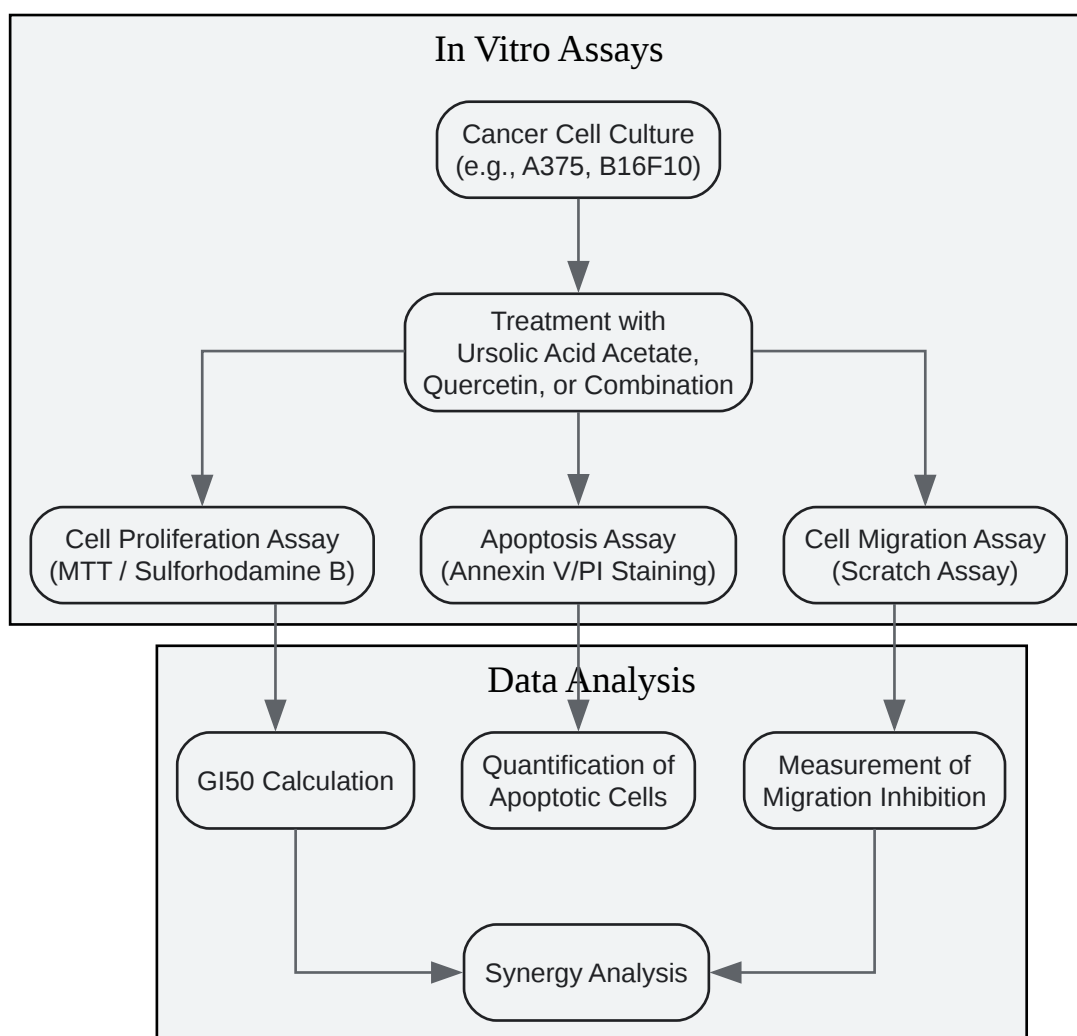 In Vitro Assays
Cancer Cell Culture
(e.g., A375, B16F10)
Treatment with
Ursolic Acid Acetate,
Quercetin, or Combination
Cell Proliferation Assay
(MTT / Sulforhodamine B)
Apoptosis Assay
(Annexin V/PI Staining)
Cell Migration Assay
(Scratch Assay)
Data Analysis
GI50 Calculation
Quantification of
Apoptotic Cells
Measurement of
Migration Inhibition
Synergy Analysis